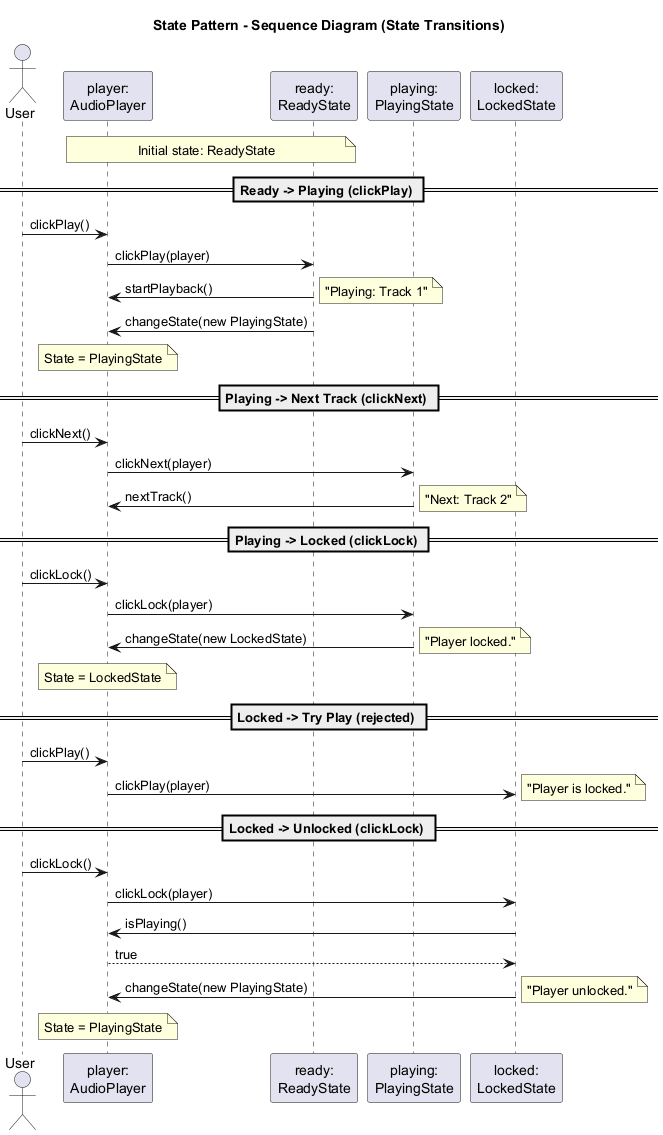 State Pattern - Sequence Diagram (State Transitions)
User
player:
AudioPlayer
ready:
ReadyState
playing:
PlayingState
locked:
LockedState
Initial state: ReadyState
Ready -> Playing (clickPlay)
clickPlay()
clickPlay(player)
startPlayback()
"Playing: Track 1"
changeState(new PlayingState)
State = PlayingState
Playing -> Next Track (clickNext)
clickNext()
clickNext(player)
nextTrack()
"Next: Track 2"
Playing -> Locked (clickLock)
clickLock()
clickLock(player)
changeState(new LockedState)
"Player locked."
State = LockedState
Locked -> Try Play (rejected)
clickPlay()
clickPlay(player)
"Player is locked."
Locked -> Unlocked (clickLock)
clickLock()
clickLock(player)
isPlaying()
true
changeState(new PlayingState)
"Player unlocked."
State = PlayingState
User
player:
AudioPlayer
ready:
ReadyState
playing:
PlayingState
locked:
LockedState